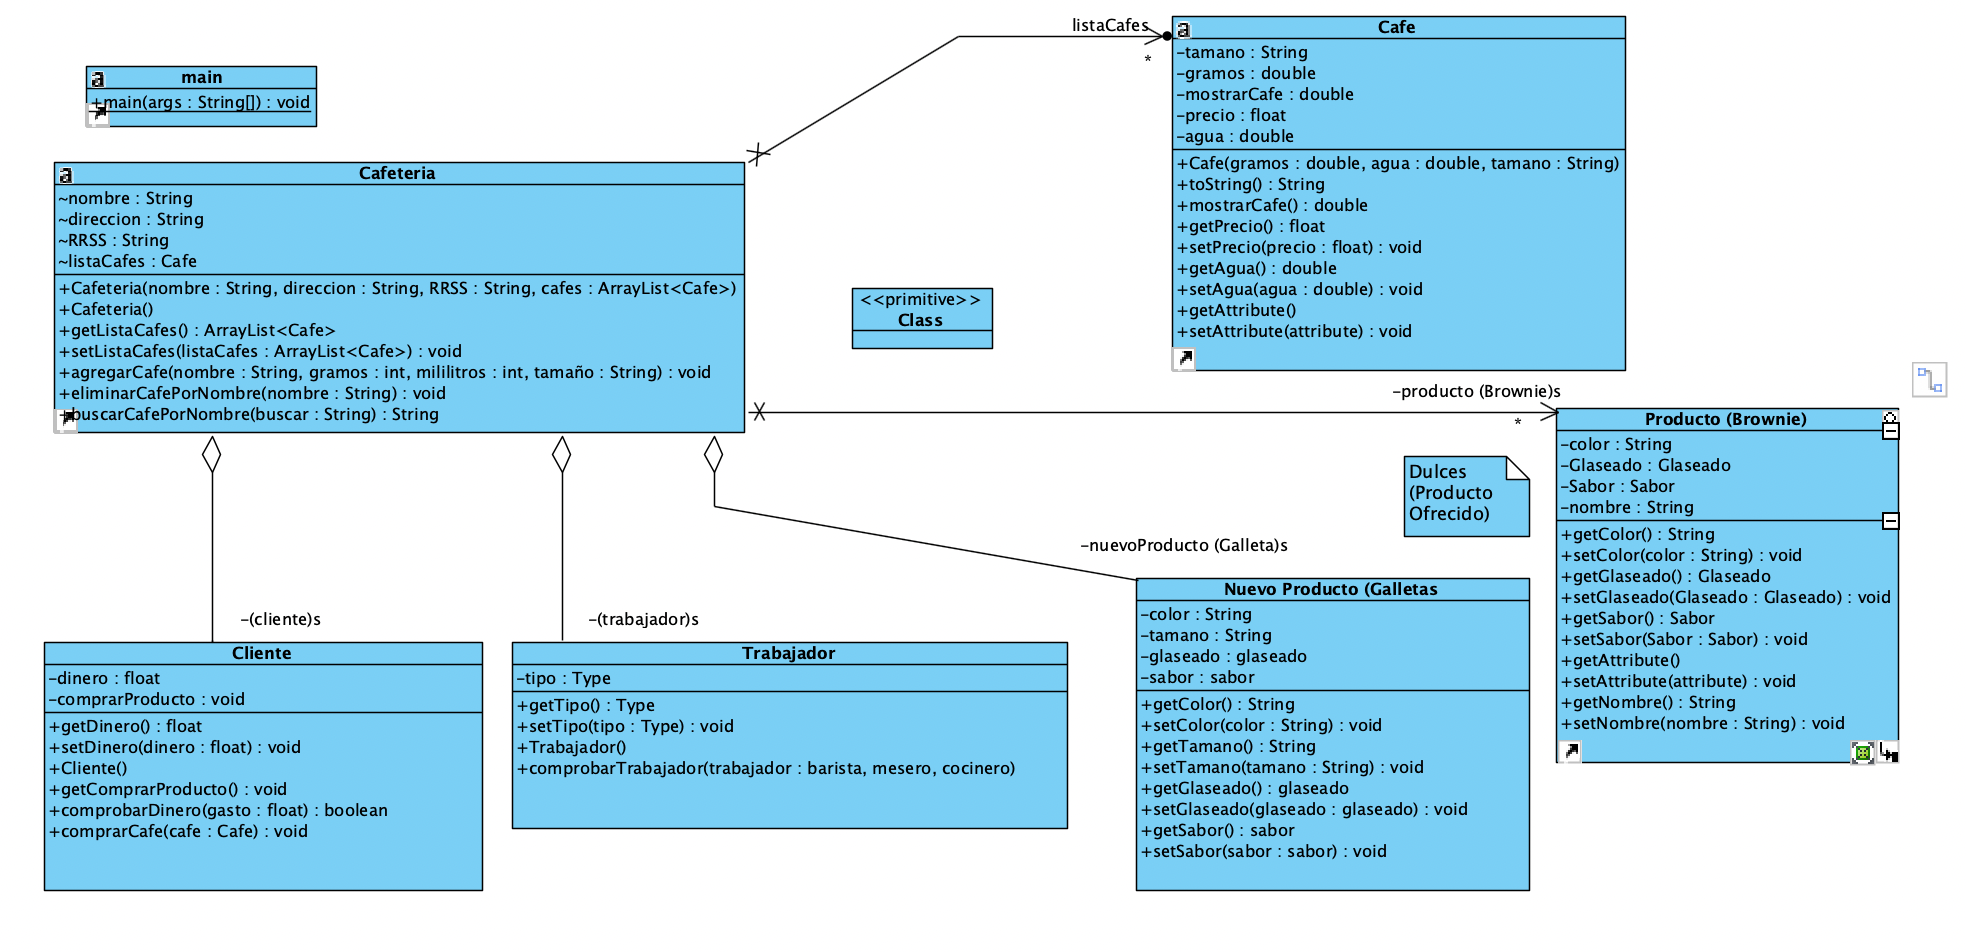 main
+main(args : String[]) : void
Cafeteria
~nombre : String
~direccion : String
~RRSS : String
~listaCafes : Cafe
+Cafeteria(nombre : String, direccion : String, RRSS : String, cafes : ArrayList<Cafe>)
+Cafeteria()
+getListaCafes() : ArrayList<Cafe>
+setListaCafes(listaCafes : ArrayList<Cafe>) : void
+agregarCafe(nombre : String, gramos : int, mililitros : int, tamaño : String) : void
+eliminarCafePorNombre(nombre : String) : void
+buscarCafePorNombre(buscar : String) : String
listaCafes
*
Cafe
-tamano : String
-gramos : double
-mostrarCafe : double
-precio : float
-agua : double
+Cafe(gramos : double, agua : double, tamano : String)
+toString() : String
+mostrarCafe() : double
+getPrecio() : float
+setPrecio(precio : float) : void
+getAgua() : double
+setAgua(agua : double) : void
+getAttribute()
+setAttribute(attribute) : void
<<primitive>>
Class
-producto (Brownie)s
*
Producto (Brownie)
-color : String
-Glaseado : Glaseado
-Sabor : Sabor
-nombre : String
+getColor() : String
+setColor(color : String) : void
+getGlaseado() : Glaseado
+setGlaseado(Glaseado : Glaseado) : void
+getSabor() : Sabor
+setSabor(Sabor : Sabor) : void
+getAttribute()
+setAttribute(attribute) : void
+getNombre() : String
+setNombre(nombre : String) : void
Dulces
(Producto
Ofrecido)
-nuevoProducto (Galleta)s
Nuevo Producto (Galletas
-color : String
-tamano : String
-glaseado : glaseado
-sabor : sabor
+getColor() : String
+setColor(color : String) : void
+getTamano() : String
+setTamano(tamano : String) : void
+getGlaseado() : glaseado
+setGlaseado(glaseado : glaseado) : void
+getSabor() : sabor
+setSabor(sabor : sabor) : void
-(cliente)s
Cliente
-dinero : float
-comprarProducto : void
+getDinero() : float
+setDinero(dinero : float) : void
+Cliente()
+getComprarProducto() : void
+comprobarDinero(gasto : float) : boolean
+comprarCafe(cafe : Cafe) : void
-(trabajador)s
Trabajador
-tipo : Type
+getTipo() : Type
+setTipo(tipo : Type) : void
+Trabajador()
+comprobarTrabajador(trabajador : barista, mesero, cocinero)